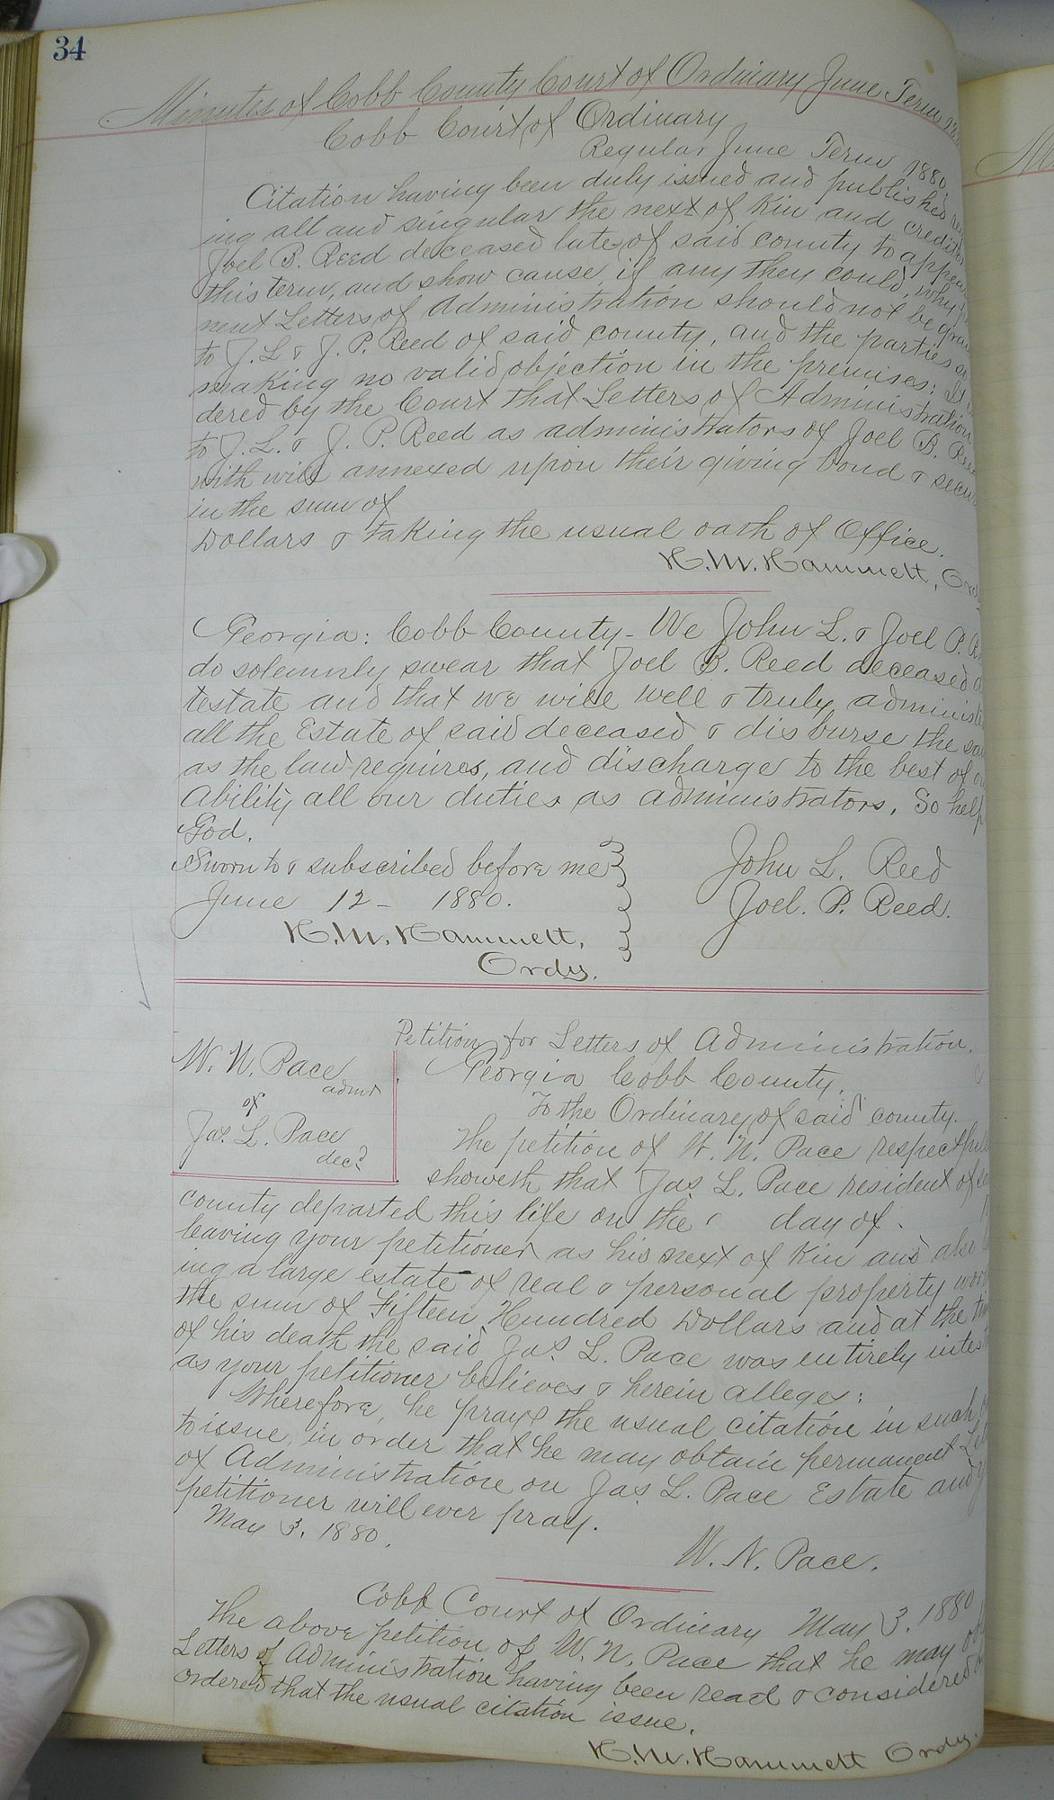 34
Minutes of Cobb County Court of Ordinary June Term
Cobb Court of Ordinary
Regular June Term 1880
Citation having been duly issued and published
ing all and singular the next of Kin and creditor
Joel B. Reed deceased late of said county to appear
this term, and show cause, if any they could, why
nent Letters of Administration should not be gran
to J. L & J. P. Reed of said county, and the parties
making no valid objection in the premises: It
dered by the Court that Letters of Administration
to J. L. & J. P. Reed as administrators of Joel B. Reed
with will annexed upon their giving bond & secu
in the sum of
Dollars & taking the usual oath of Office.
H. M. Hammett, Ordy
Georgia: Cobb County - We John L. & Joel P. R
do solemnly swear that Joel B. Reed deceased d
testate and that we will well & truly administe
all the Estate of said deceased & disburse the sa
as the law requires, and discharge to the best of o
Ability all our duties as administrators, So help
God.
Sworn to & subscribed before me
June 12 - 1880.
H. M. Hammett,
Ordy.
John L. Reed
Joel. P. Reed.
W. N. Pace
admr
of
Jas. L. Pace
decd
Petition for Letters of Administration.
Georgia Cobb County.
To the Ordinary of said county.
The petition of W. N. Pace respectful
showeth that Jas L. Pace resident of s
county departed this life on the day of
leaving your petitioner as his next of Kin and also
ing a large estate of real & personal property wor
the sum of Fifteen Hundred Dollars and at the tim
of his death the said Jas. L. Pace was entirely intest
as your petitioner believes & herein alleges:
Wherefore, he prays the usual citation in such
to issue, in order that he may obtain permanent Let
of Administration on Jas. L. Pace Estate and y
petitioner will ever pray.
May 3, 1880.
W. N. Pace.
Cobb Court of Ordinary May 3. 1880
The above petition of W. N. Pace that he may ob
Letters of Administration having been read & considered
Ordered that the usual citation issue.
H. M. Hammett Ordy.